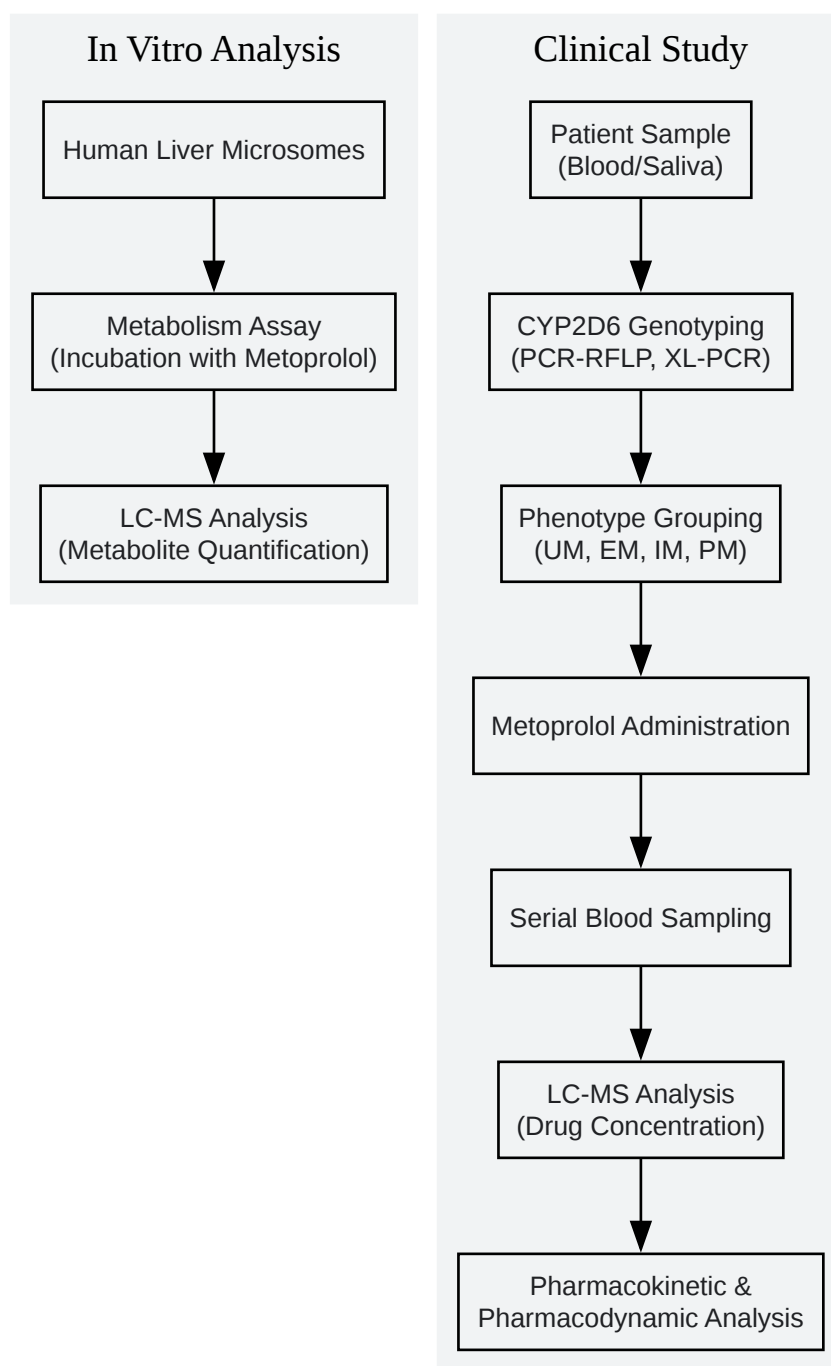 In Vitro Analysis
Human Liver Microsomes
Metabolism Assay
(Incubation with Metoprolol)
LC-MS Analysis
(Metabolite Quantification)
Clinical Study
Patient Sample
(Blood/Saliva)
CYP2D6 Genotyping
(PCR-RFLP, XL-PCR)
Phenotype Grouping
(UM, EM, IM, PM)
Metoprolol Administration
Serial Blood Sampling
LC-MS Analysis
(Drug Concentration)
Pharmacokinetic &
Pharmacodynamic Analysis